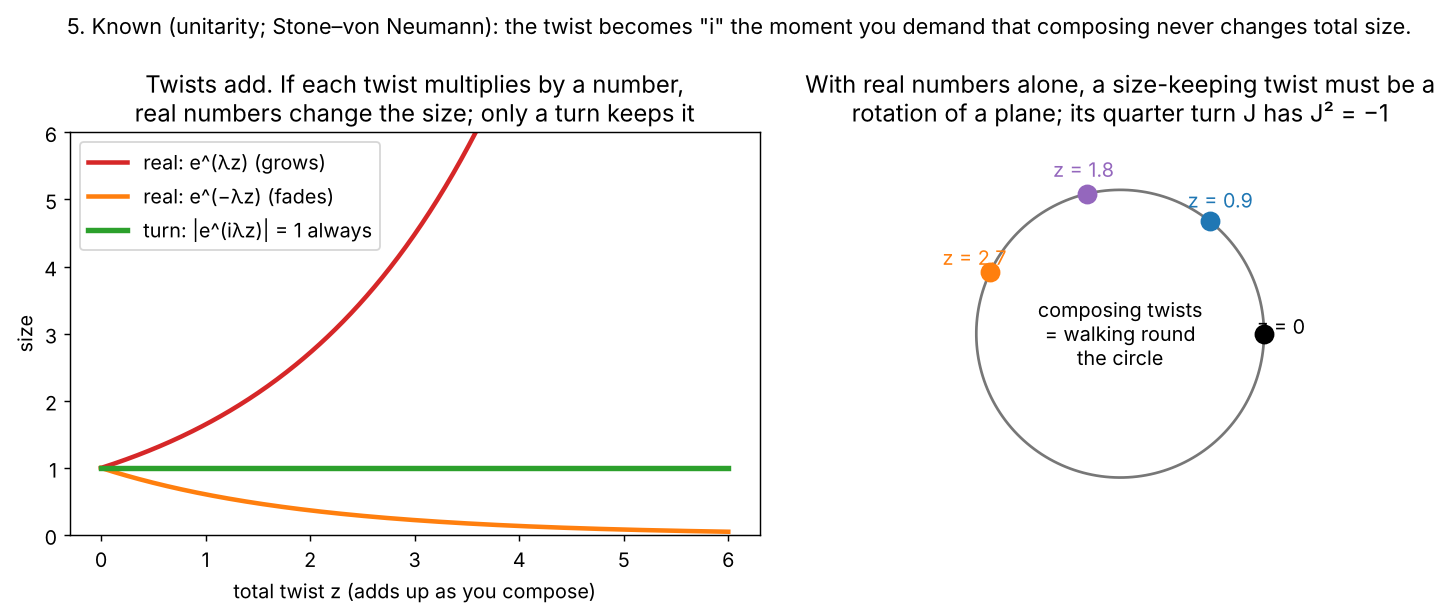 5. Known (unitarity; Stone–von Neumann): the twist becomes "i" the moment you demand that composing never changes total size.
Twists add. If each twist multiplies by a number,
real numbers change the size; only a turn keeps it
6
5
4
3
2
1
0
size
real: e^(λz) (grows)
real: e^(−λz) (fades)
turn: |e^(iλz)| = 1 always
0 1 2 3 4 5 6
total twist z (adds up as you compose)
With real numbers alone, a size-keeping twist must be a
rotation of a plane; its quarter turn J has J² = −1
z = 1.8
z = 0.9
z = 2.7
composing twists
= walking round
the circle
z = 0